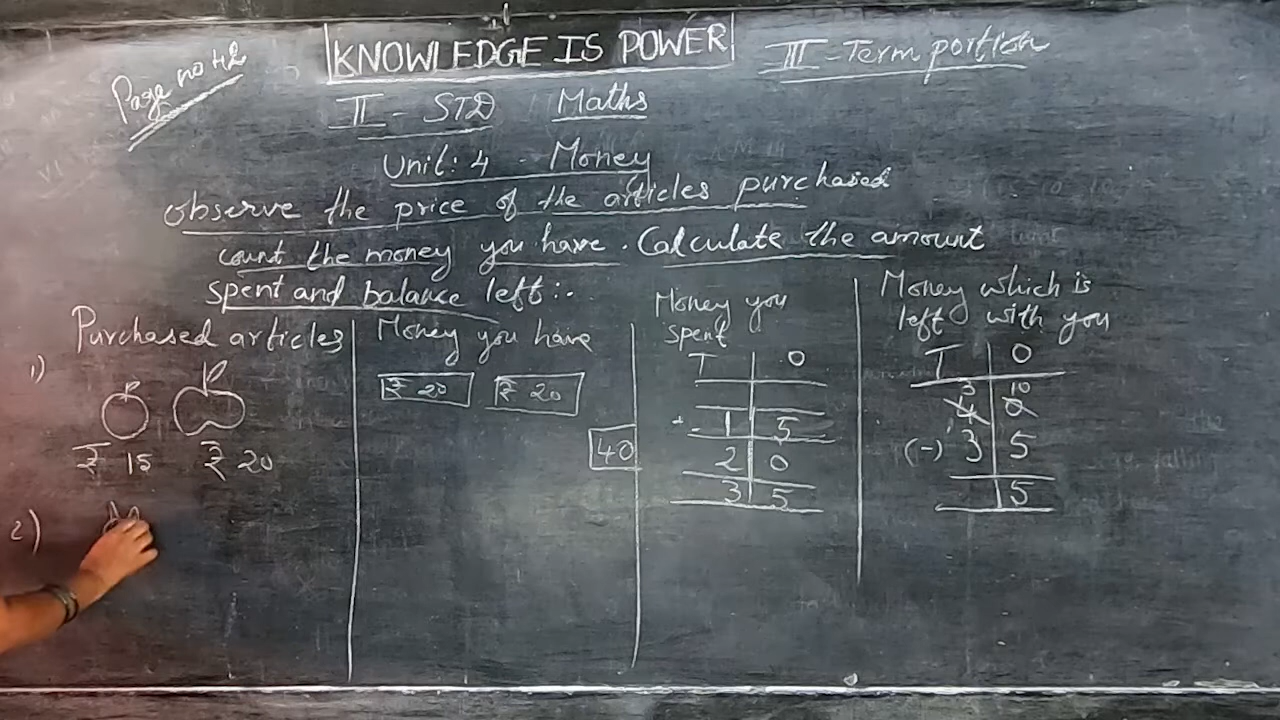 KNOWLEDGE IS POWER
III - Term portion
Page no 42
II - STD Maths
Unit: 4 - Money
observe the price of the articles purchased
count the money you have. Calculate the amount
spent and balance left:-
Purchased articles
1)
₹ 15 ₹ 20
2)
Money you have
₹ 20 ₹ 20
40
Money you
spent
T O
+ 1 5
2 0
3 5
Money which is
left with you
T O
3 10
4 0
(-) 3 5
5